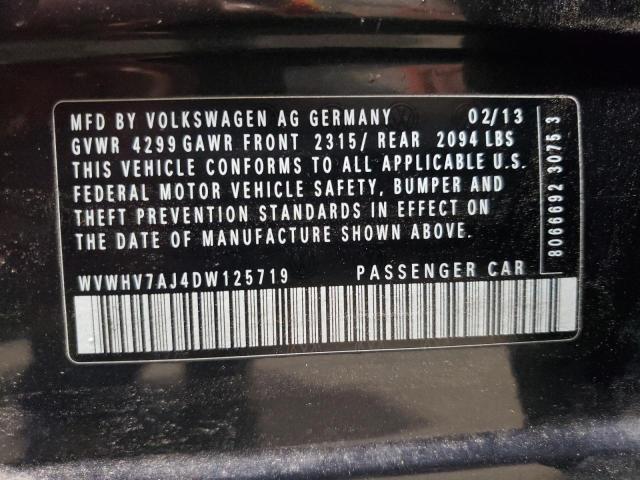 MFD BY VOLKSWAGEN AG GERMANY 02/13
GVWR 4299 GAWR FRONT 2315/ REAR 2094 LBS
THIS VEHICLE CONFORMS TO ALL APPLICABLE U.S.
FEDERAL MOTOR VEHICLE SAFETY, BUMPER AND
THEFT PREVENTION STANDARDS IN EFFECT ON
THE DATE OF MANUFACTURE SHOWN ABOVE.
WVWHV7AJ4DW125719 PASSENGER CAR
8066692 3075 3